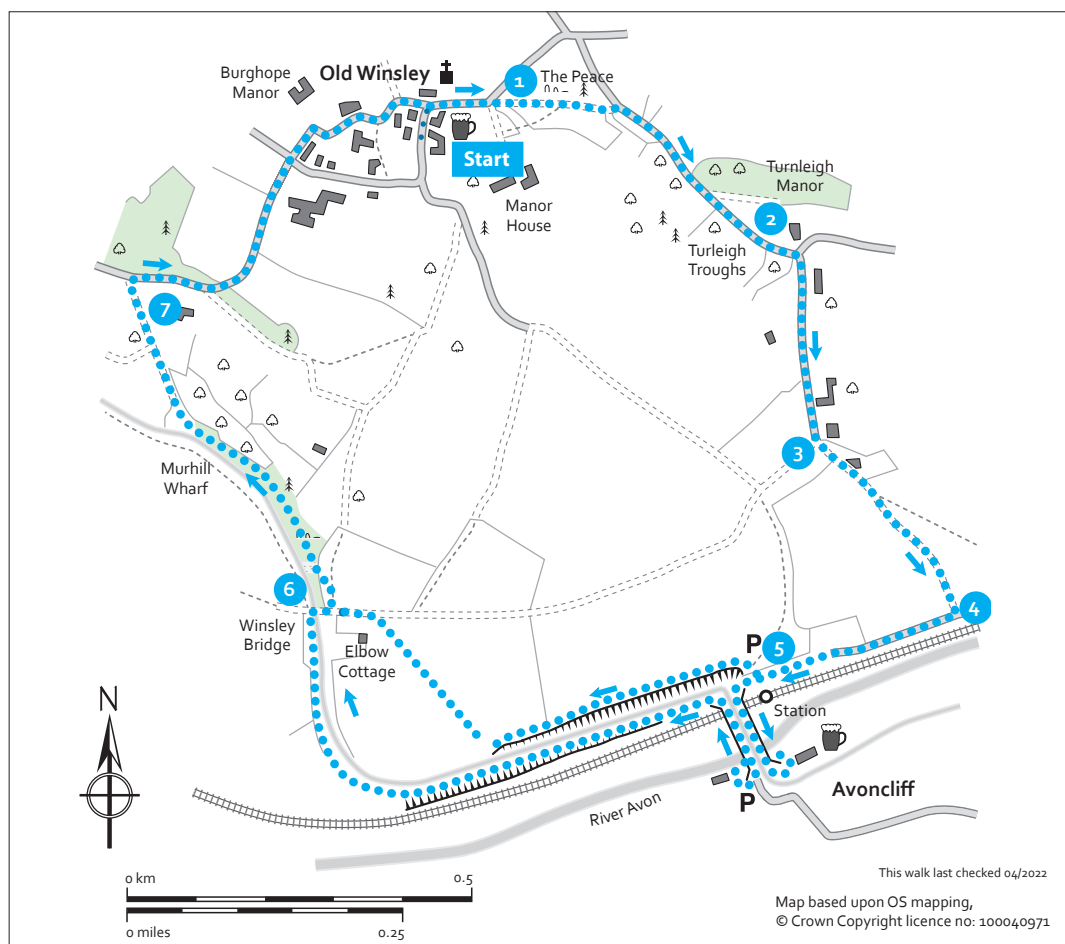 Old Winsley
Burghope
Manor
1
The Peace
Start
Manor
House
Turnleigh
Manor
2
Turleigh
Troughs
7
3
Murhill
Wharf
4
6
Winsley
Bridge
Elbow
Cottage
P
5
Station
N
P
Avoncliff
River Avon
0 km
0.5
0 miles
0.25
This walk last checked 04/2022
Map based upon OS mapping,
© Crown Copyright licence no: 100040971